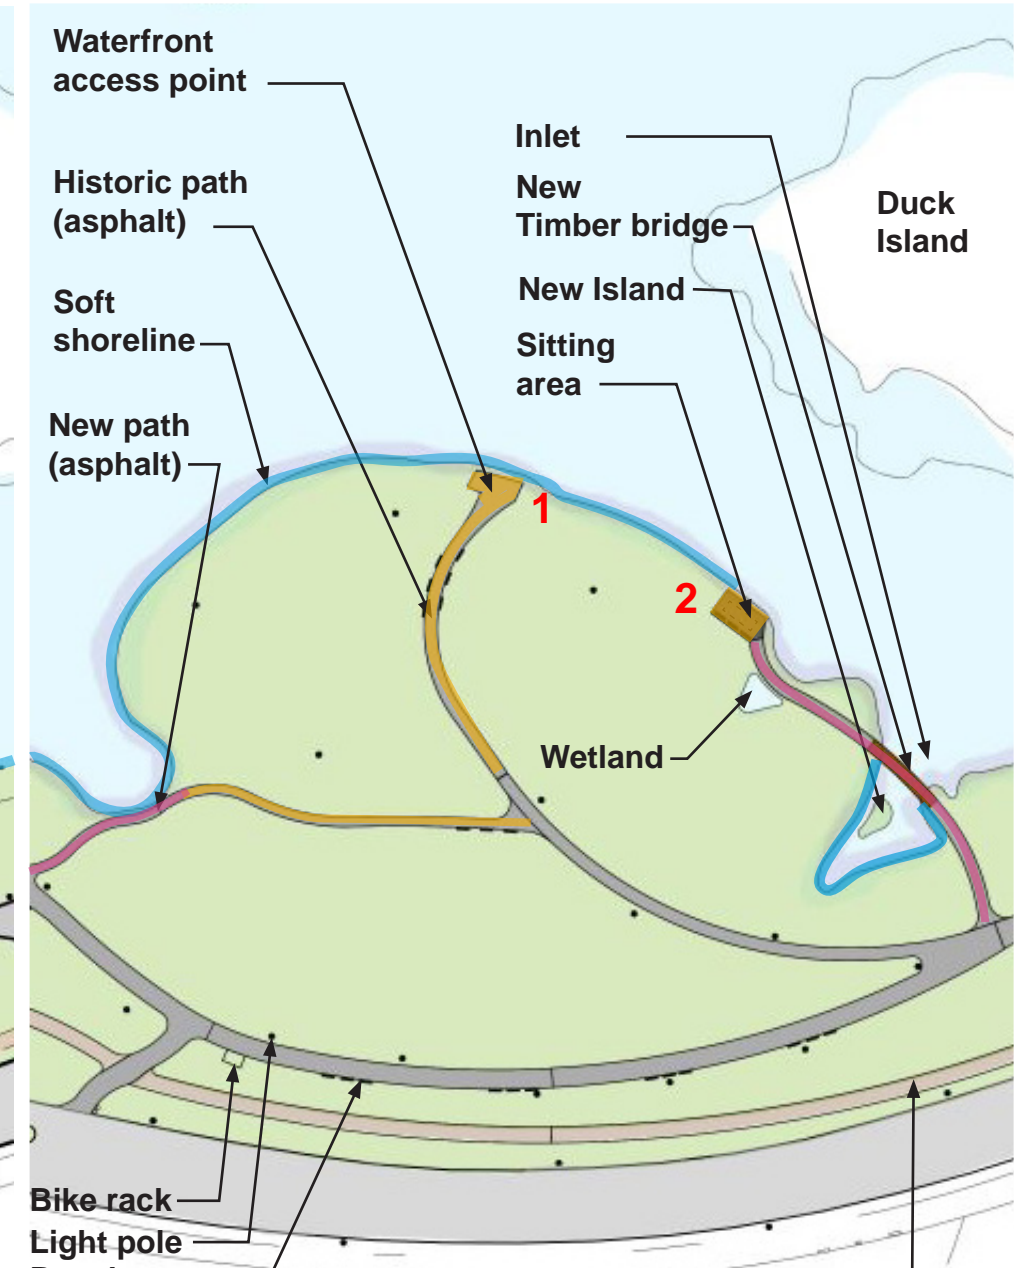 Waterfront
access point
Inlet
New
Timber bridge
Duck
Island
Historic path
(asphalt)
New Island
Soft
shoreline
Sitting
area
New path
(asphalt)
1
2
Wetland
Bike rack
Light pole